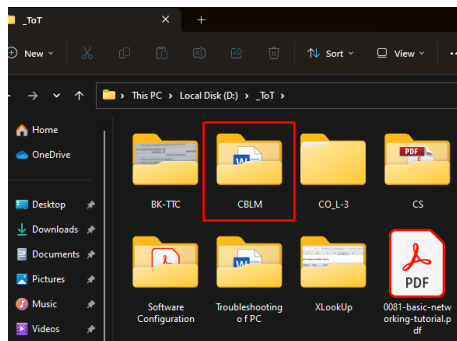 _ToT
New
Sort
View
This PC > Local Disk (D:) > _ToT >
Home
OneDrive
Desktop
Downloads
Documents
Pictures
Music
Videos
BK-TTC
CBLM
CO_L-3
PDF
CS
Software
Configuration
Troubleshooting
o f PC
XLookUp
PDF
0081-basic-netw
orking-tutorial.p
df